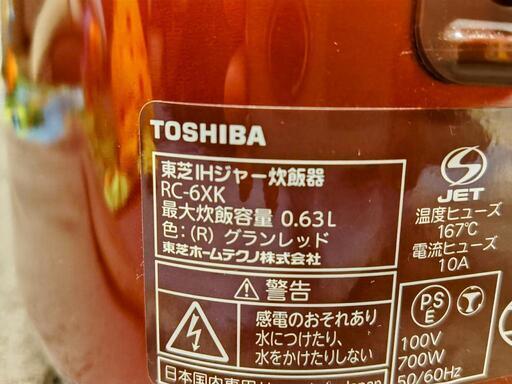 TOSHIBA
東芝IHジャー炊飯器
RC-6XK
最大炊飯容量 0.63L
色:(R) グランレッド
東芝ホームテクノ株式会社
S
JET
温度ヒューズ
167℃
電流ヒューズ
10A
警告
感電のおそれあり
水につけたり、
水をかけたりしない
PS
E
100V
700W
50/60Hz
日本国内専用